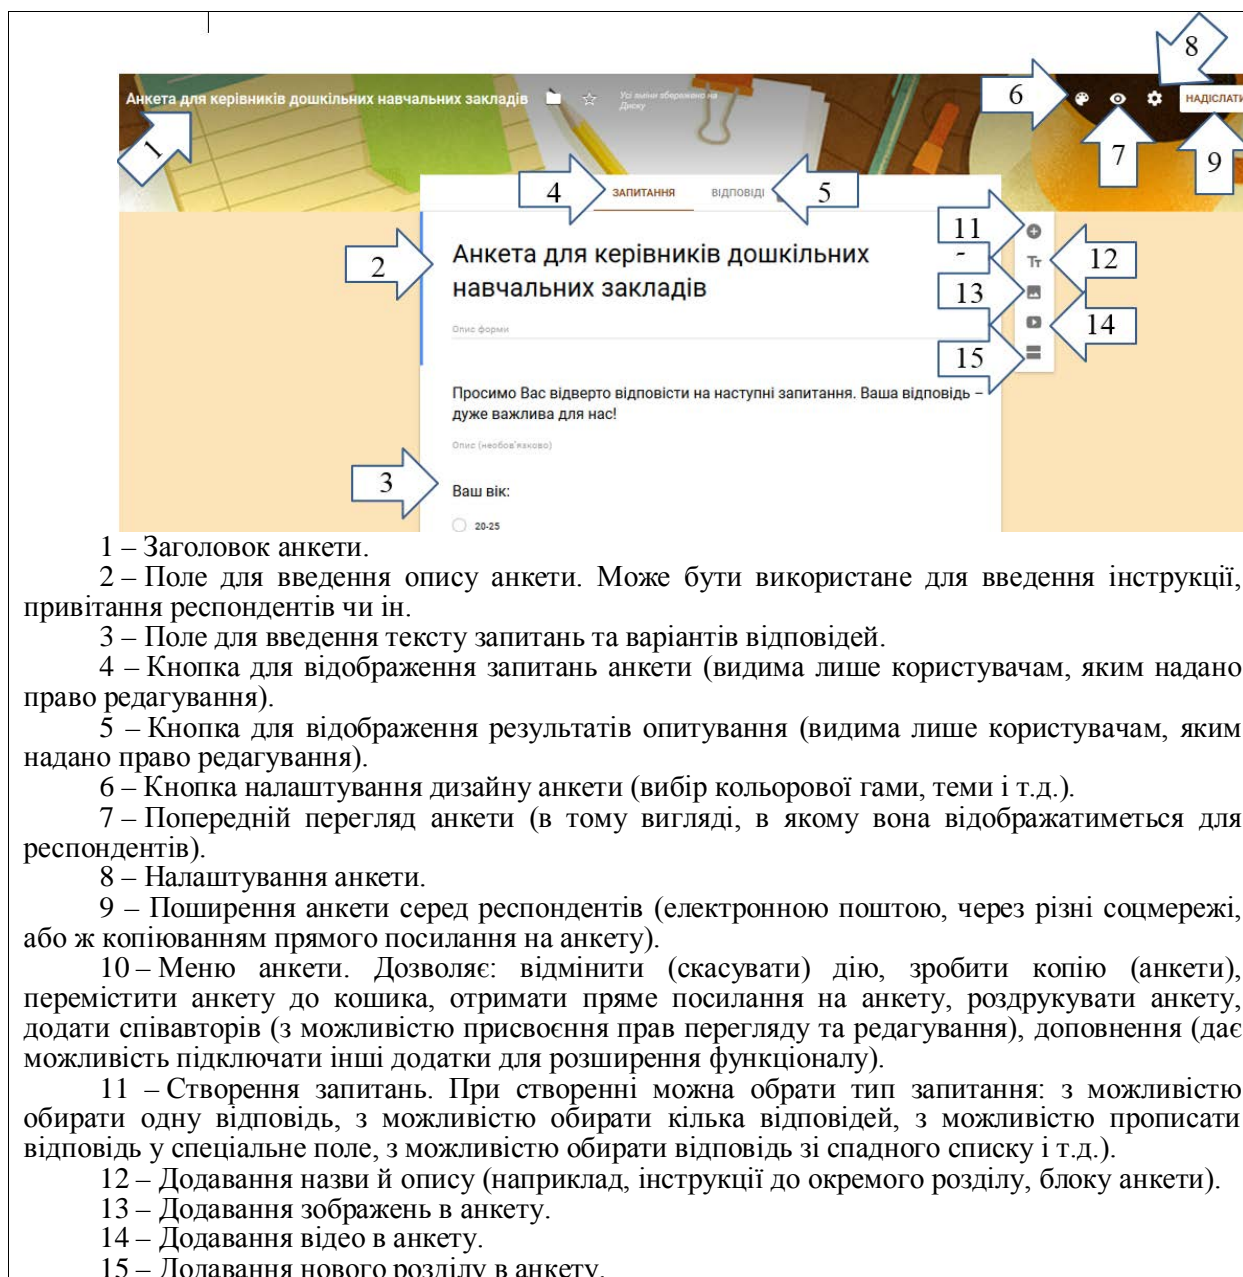 8
Анкета для керівників дошкільних навчальних закладів
Усі зміни збережено на
Диску
6
НАДІСЛАТИ
1
7
9
4
ЗАПИТАННЯ
ВІДПОВІДІ
5
11
2
Анкета для керівників дошкільних
навчальних закладів
12
13
Опис форми
14
15
Просимо Вас відверто відповісти на наступні запитання. Ваша відповідь –
дуже важлива для нас!
Опис (необов'язково)
3
Ваш вік:
20-25
1 – Заголовок анкети.
2 – Поле для введення опису анкети. Може бути використане для введення інструкції,
привітання респондентів чи ін.
3 – Поле для введення тексту запитань та варіантів відповідей.
4 – Кнопка для відображення запитань анкети (видима лише користувачам, яким надано
право редагування).
5 – Кнопка для відображення результатів опитування (видима лише користувачам, яким
надано право редагування).
6 – Кнопка налаштування дизайну анкети (вибір кольорової гами, теми і т.д.).
7 – Попередній перегляд анкети (в тому вигляді, в якому вона відображатиметься для
респондентів).
8 – Налаштування анкети.
9 – Поширення анкети серед респондентів (електронною поштою, через різні соцмережі,
або ж копіюванням прямого посилання на анкету).
10 – Меню анкети. Дозволяє: відмінити (скасувати) дію, зробити копію (анкети),
перемістити анкету до кошика, отримати пряме посилання на анкету, роздрукувати анкету,
додати співавторів (з можливістю присвоєння прав перегляду та редагування), доповнення (дає
можливість підключати інші додатки для розширення функціоналу).
11 – Створення запитань. При створенні можна обрати тип запитання: з можливістю
обирати одну відповідь, з можливістю обирати кілька відповідей, з можливістю прописати
відповідь у спеціальне поле, з можливістю обирати відповідь зі спадного списку і т.д.).
12 – Додавання назви й опису (наприклад, інструкції до окремого розділу, блоку анкети).
13 – Додавання зображень в анкету.
14 – Додавання відео в анкету.
15 – Додавання нового розділу в анкету.